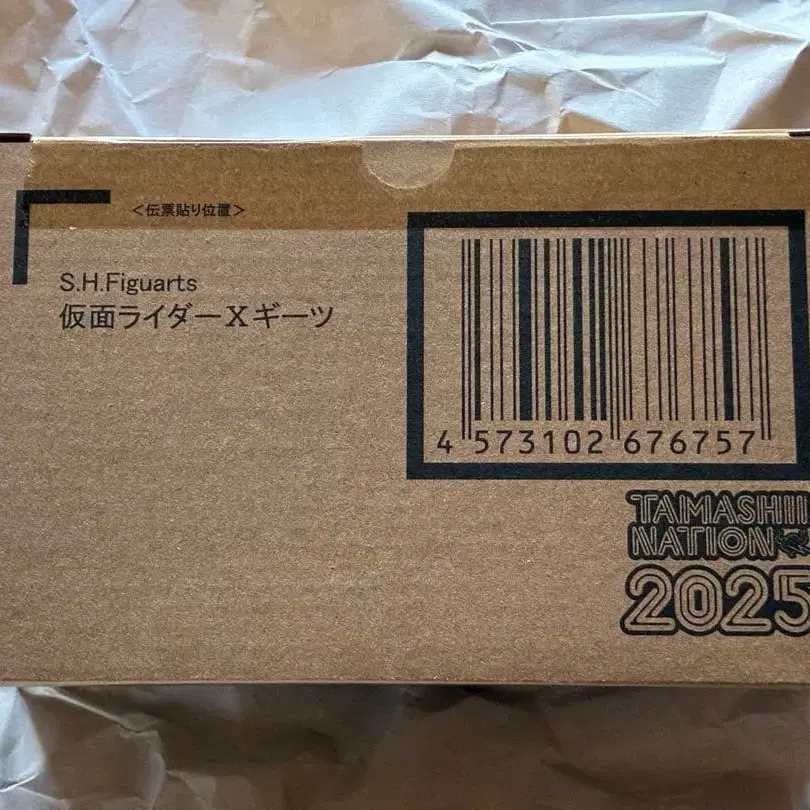 ＜伝票貼り位置＞
S.H.Figuarts
仮面ライダーXギーツ
4 573102 676757
TAMASHII
NATION
2025